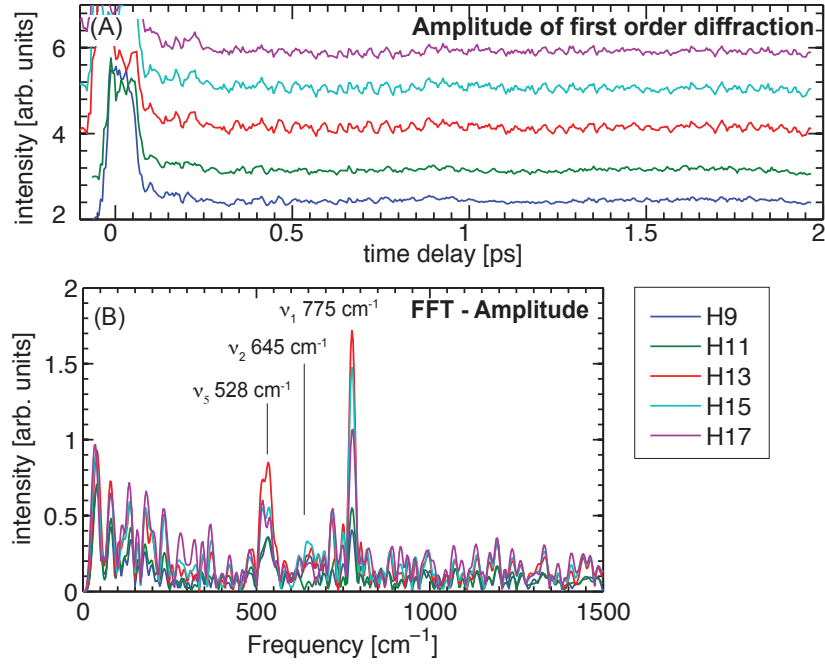 (A)
Amplitude of first order diffraction
intensity [arb. units]
6
4
2
0
0.5
1
1.5
2
time delay [ps]
(B)
FFT - Amplitude
ν₁ 775 cm⁻¹
ν₂ 645 cm⁻¹
ν₅ 528 cm⁻¹
intensity [arb. units]
2
1.5
1
0.5
0
0
500
1000
1500
Frequency [cm⁻¹]
H9
H11
H13
H15
H17